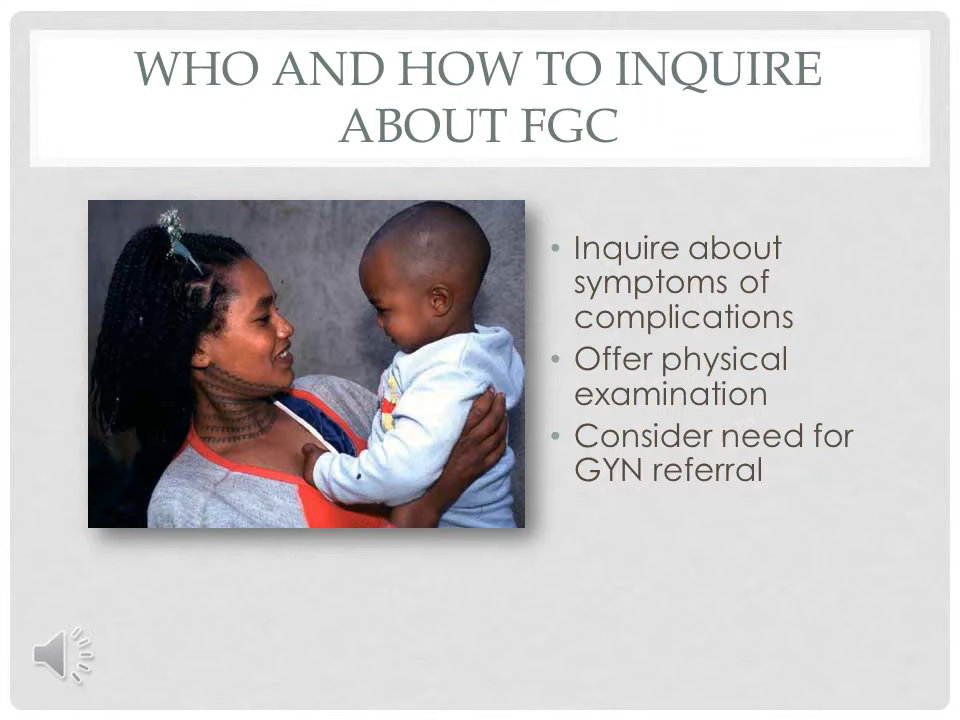 WHO AND HOW TO INQUIRE
ABOUT FGC
• Inquire about
symptoms of
complications
• Offer physical
examination
• Consider need for
GYN referral